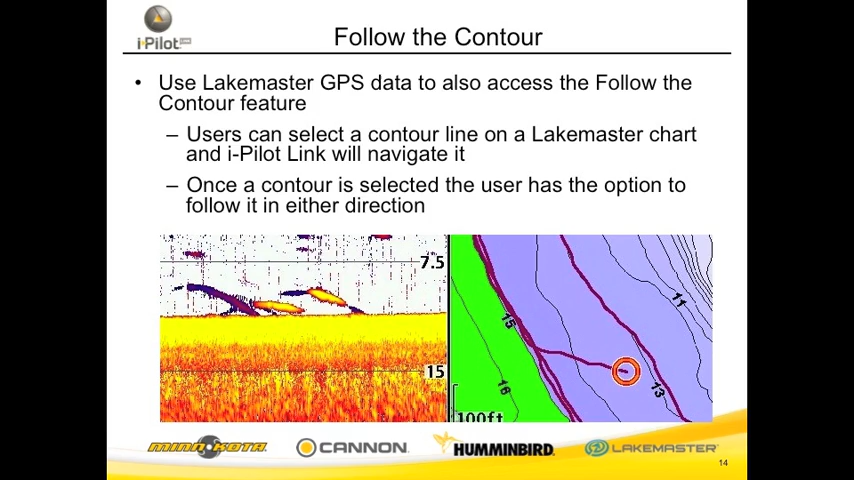 i-Pilot
Follow the Contour
• Use Lakemaster GPS data to also access the Follow the
Contour feature
– Users can select a contour line on a Lakemaster chart
and i-Pilot Link will navigate it
– Once a contour is selected the user has the option to
follow it in either direction
7.5
15
11
15
13
16
100ft
MINN KOTA
CANNON
HUMMINBIRD
LAKEMASTER
14